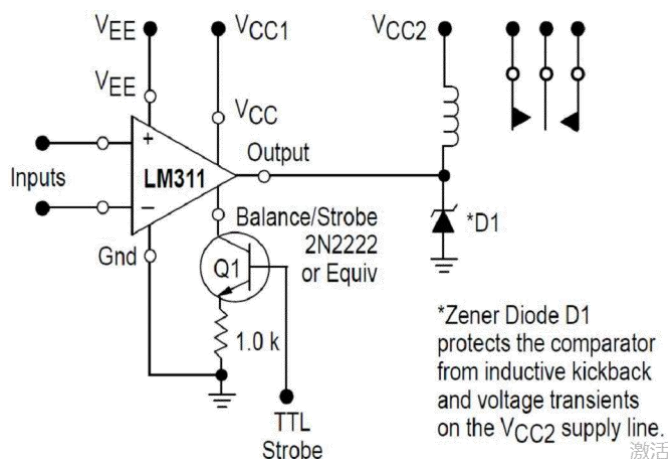 VEE
VCC1
VCC2
VEE
VCC
+
LM311
Output
Inputs
−
Balance/Strobe
2N2222
or Equiv
Gnd
Q1
*D1
1.0 k
TTL
Strobe
*Zener Diode D1
protects the comparator
from inductive kickback
and voltage transients
on the VCC2 supply line.
激活